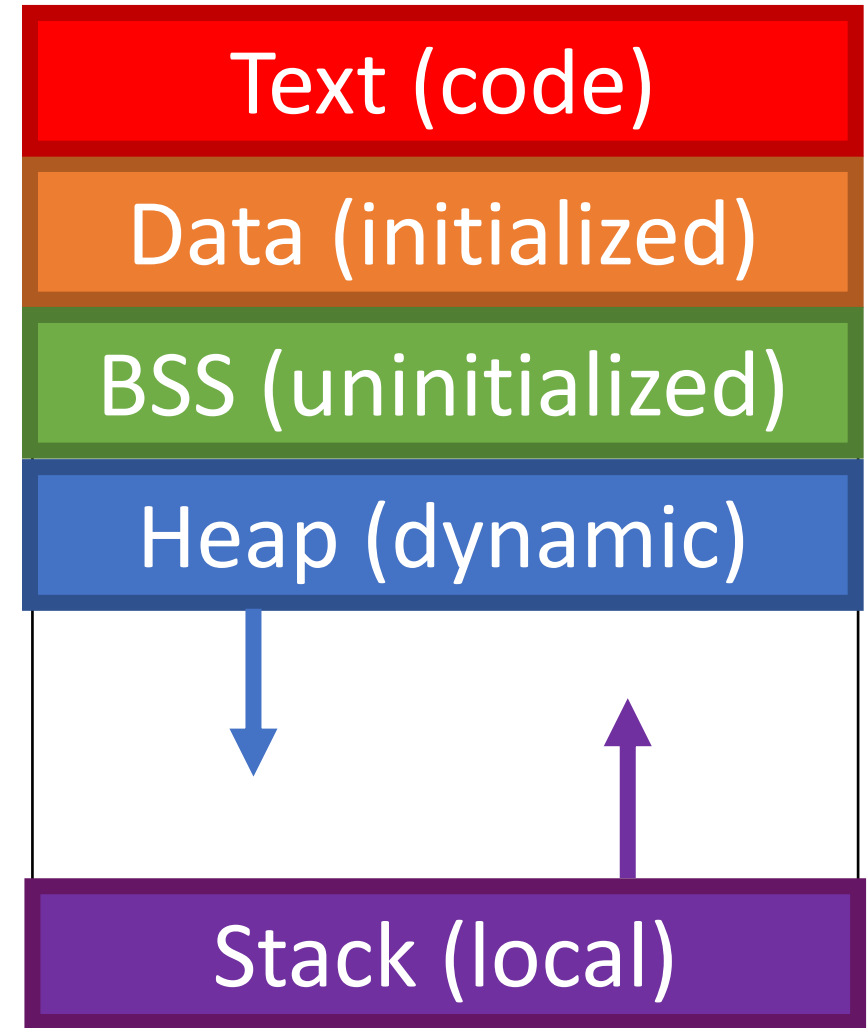 Text (code)
Data (initialized)
BSS (uninitialized)
Heap (dynamic)
Stack (local)